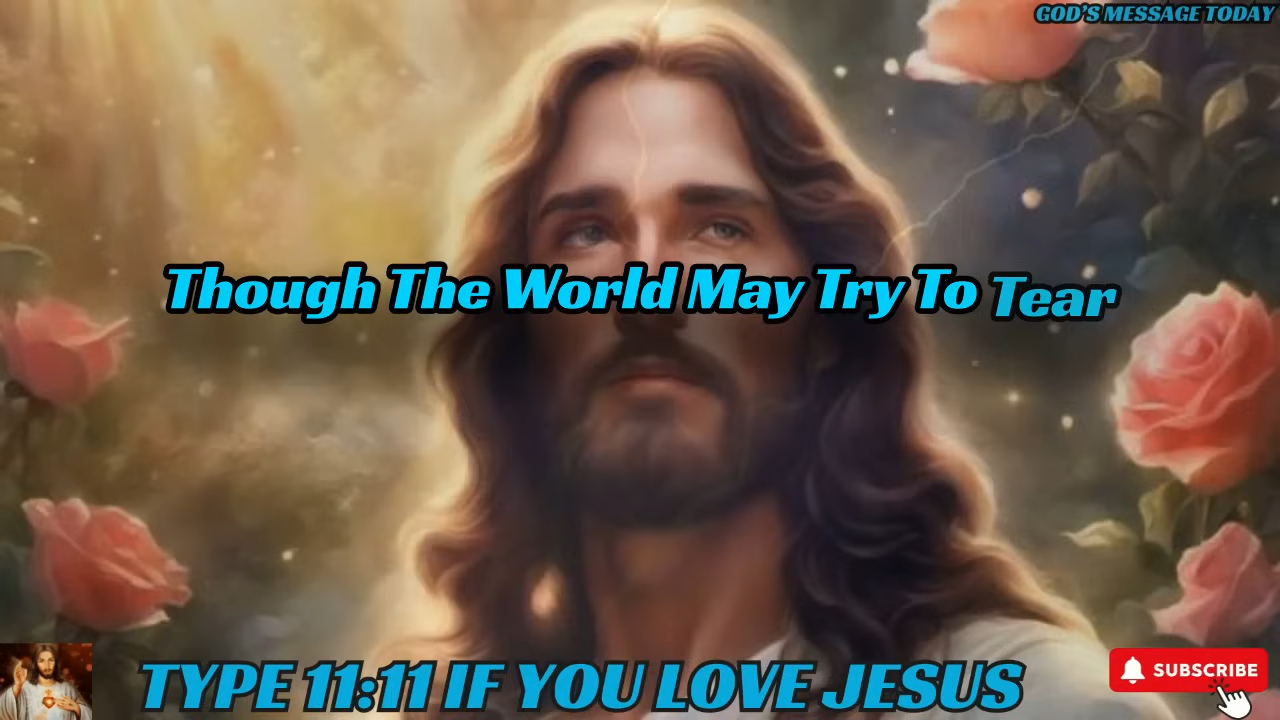 GOD'S MESSAGE TODAY
Though The World May Try To Tear
TYPE 11:11 IF YOU LOVE JESUS
SUBSCRIBE